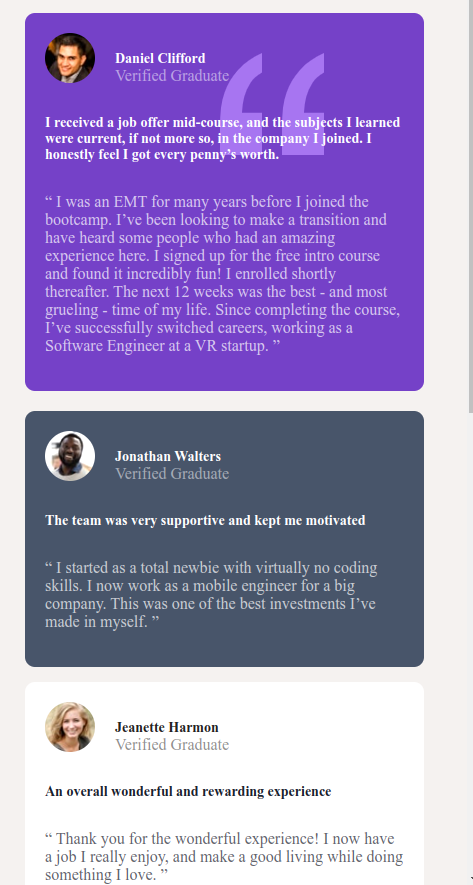 Daniel Clifford
Verified Graduate
I received a job offer mid-course, and the subjects I learned
were current, if not more so, in the company I joined. I
honestly feel I got every penny’s worth.
“ I was an EMT for many years before I joined the
bootcamp. I’ve been looking to make a transition and
have heard some people who had an amazing
experience here. I signed up for the free intro course
and found it incredibly fun! I enrolled shortly
thereafter. The next 12 weeks was the best - and most
grueling - time of my life. Since completing the course,
I’ve successfully switched careers, working as a
Software Engineer at a VR startup. ”
Jonathan Walters
Verified Graduate
The team was very supportive and kept me motivated
“ I started as a total newbie with virtually no coding
skills. I now work as a mobile engineer for a big
company. This was one of the best investments I’ve
made in myself. ”
Jeanette Harmon
Verified Graduate
An overall wonderful and rewarding experience
“ Thank you for the wonderful experience! I now have
a job I really enjoy, and make a good living while doing
something I love. ”